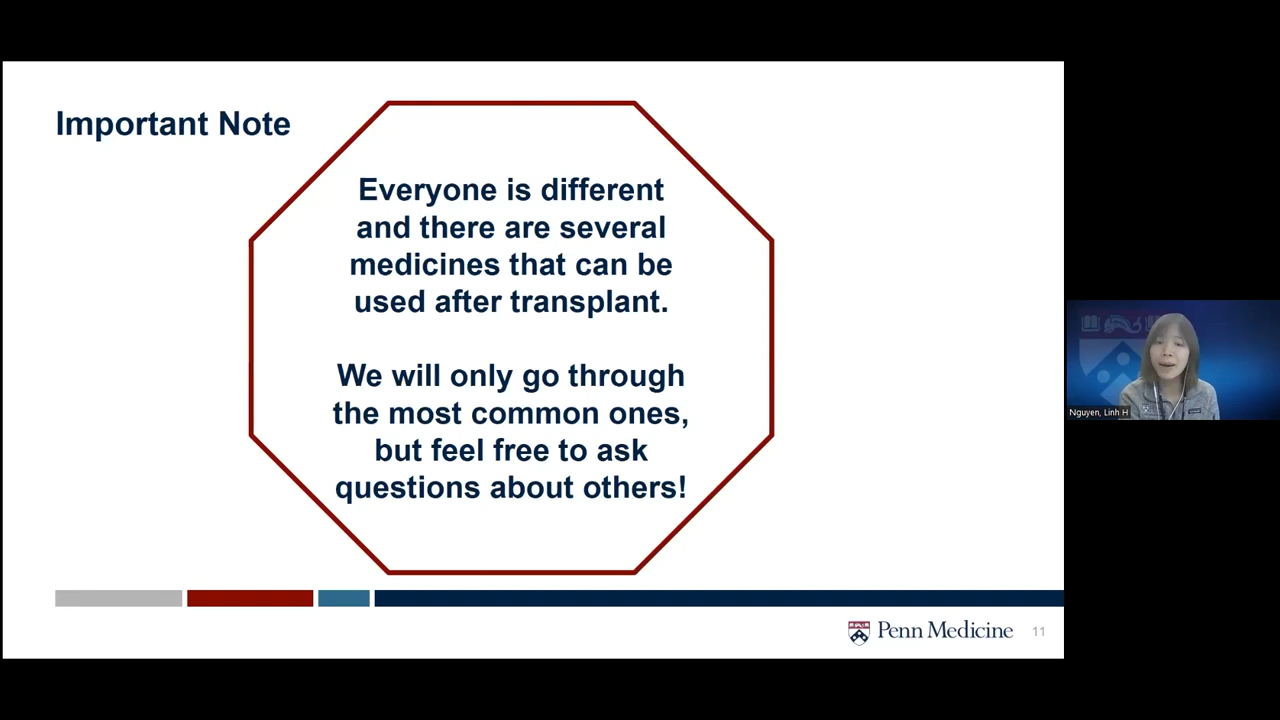 Important Note
Everyone is different
and there are several
medicines that can be
used after transplant.
We will only go through
the most common ones,
but feel free to ask
questions about others!
Penn Medicine
11
Nguyen, Linh H